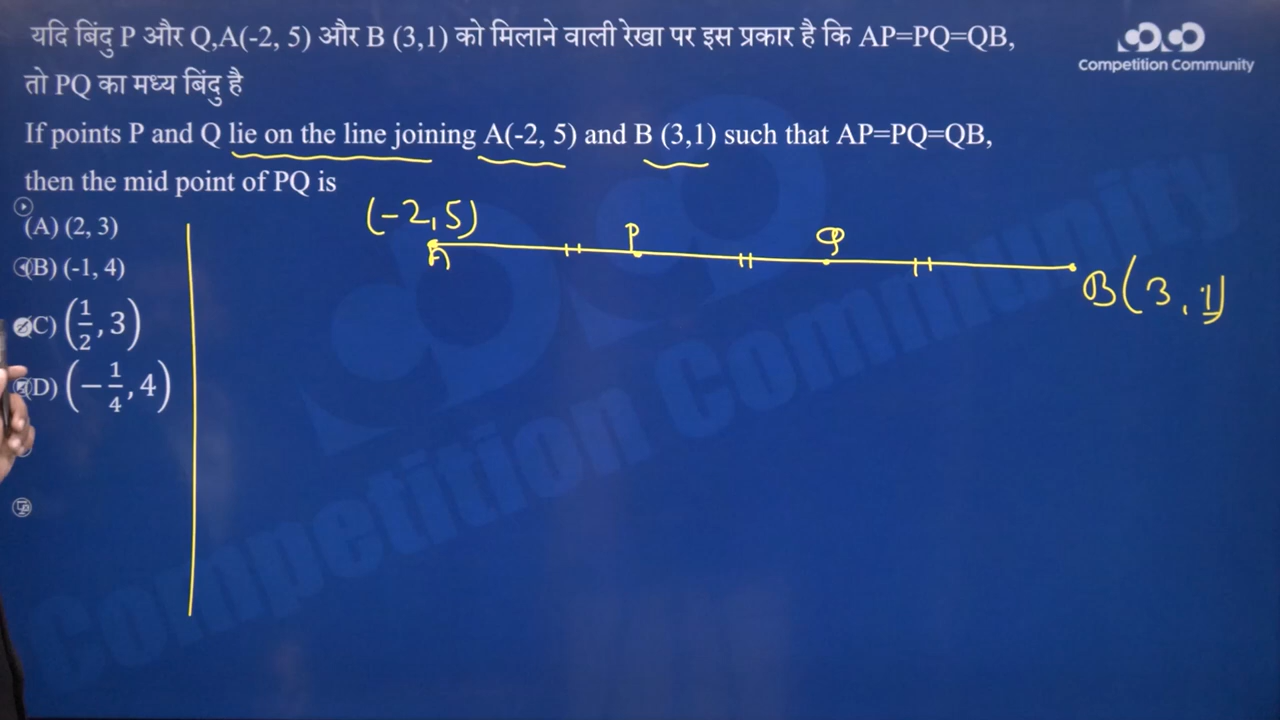 यदि बिंदु P और Q,A(-2, 5) और B (3,1) को मिलाने वाली रेखा पर इस प्रकार है कि AP=PQ=QB,
तो PQ का मध्य बिंदु है
Competition Community
If points P and Q lie on the line joining A(-2, 5) and B (3,1) such that AP=PQ=QB,
then the mid point of PQ is
(A) (2, 3)
(B) (-1, 4)
(C) (1/2, 3)
(D) (-1/4, 4)
(-2,5)
A P Q
B(3,1)
Competition Community